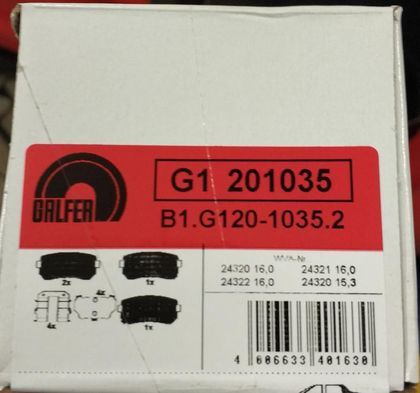 GALFER
G1 201035
B1.G120-1035.2
2x
1x
4x
4x
1x
WVA-Nr
24320 16,0 24321 16,0
24322 16,0 24320 15,3
4 606633 401630